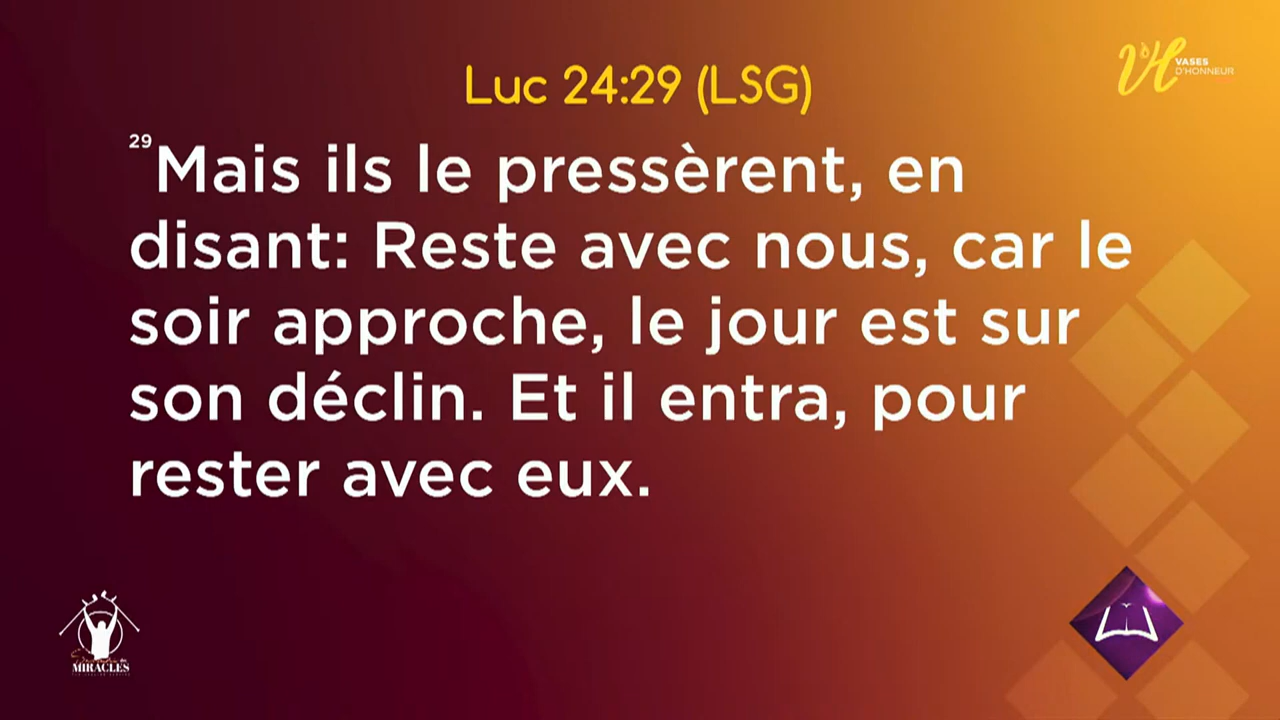 Luc 24:29 (LSG)
VH VASES
D'HONNEUR
29 Mais ils le pressèrent, en
disant: Reste avec nous, car le
soir approche, le jour est sur
son déclin. Et il entra, pour
rester avec eux.
MIRACLES